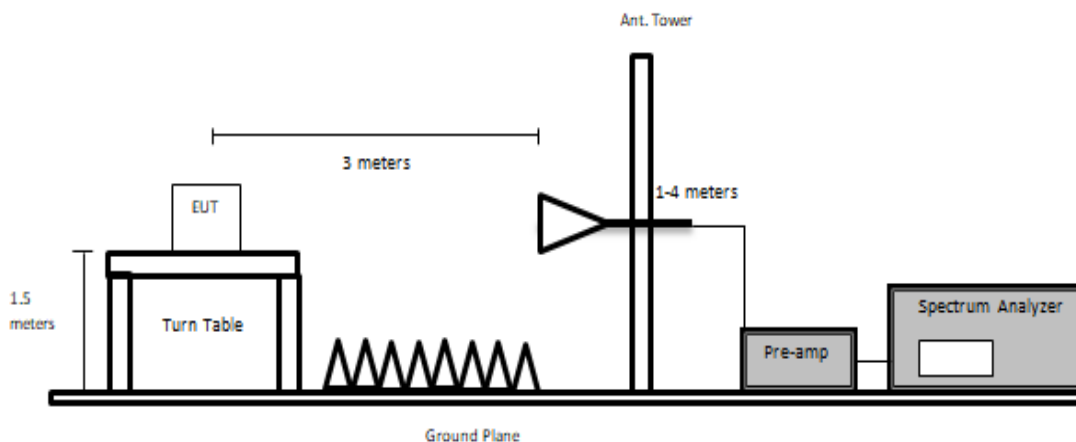 Ant. Tower
3 meters
1-4 meters
EUT
1.5
meters
Turn Table
Spectrum Analyzer
Pre-amp
Ground Plane